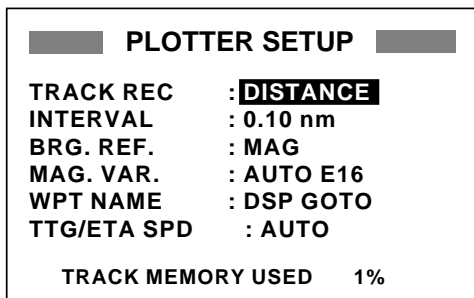 PLOTTER SETUP
TRACK REC : DISTANCE
INTERVAL : 0.10 nm
BRG. REF. : MAG
MAG. VAR. : AUTO E16
WPT NAME : DSP GOTO
TTG/ETA SPD : AUTO
TRACK MEMORY USED 1%